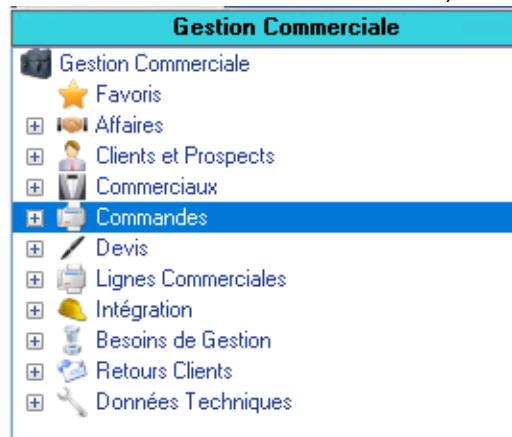 Gestion Commerciale
Gestion Commerciale
Favoris
Affaires
Clients et Prospects
Commerciaux
Commandes
Devis
Lignes Commerciales
Intégration
Besoins de Gestion
Retours Clients
Données Techniques